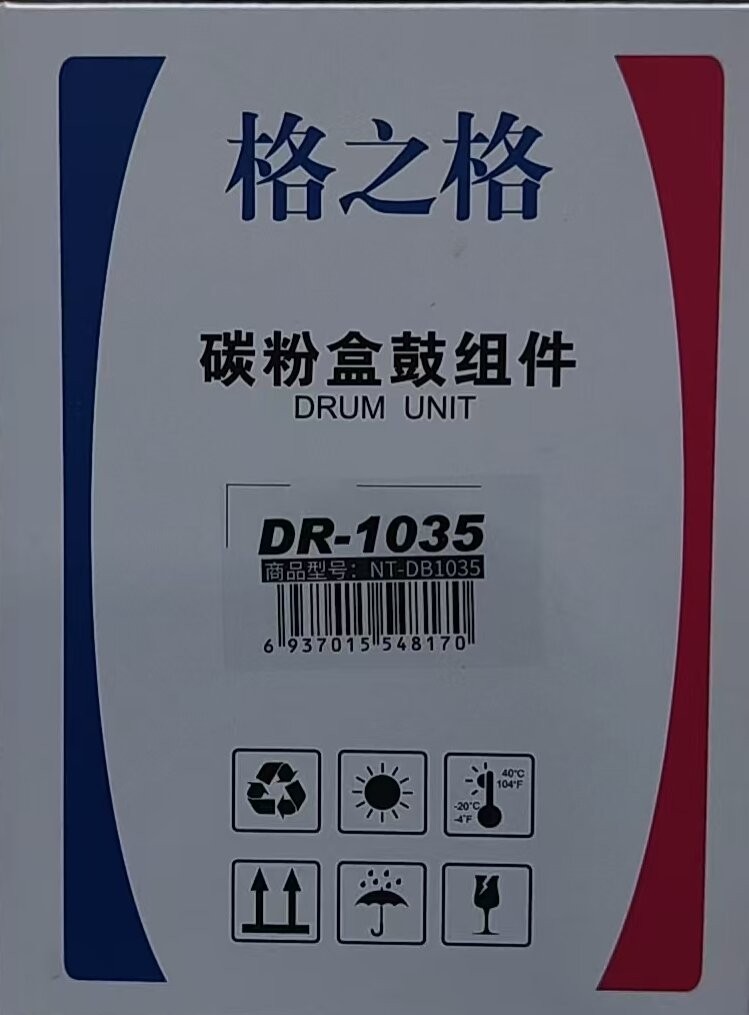 格之格
碳粉盒鼓组件
DRUM UNIT
DR-1035
商品型号：NT-DB1035
6 937015 548170
40°C
104°F
-20°C
-4°F